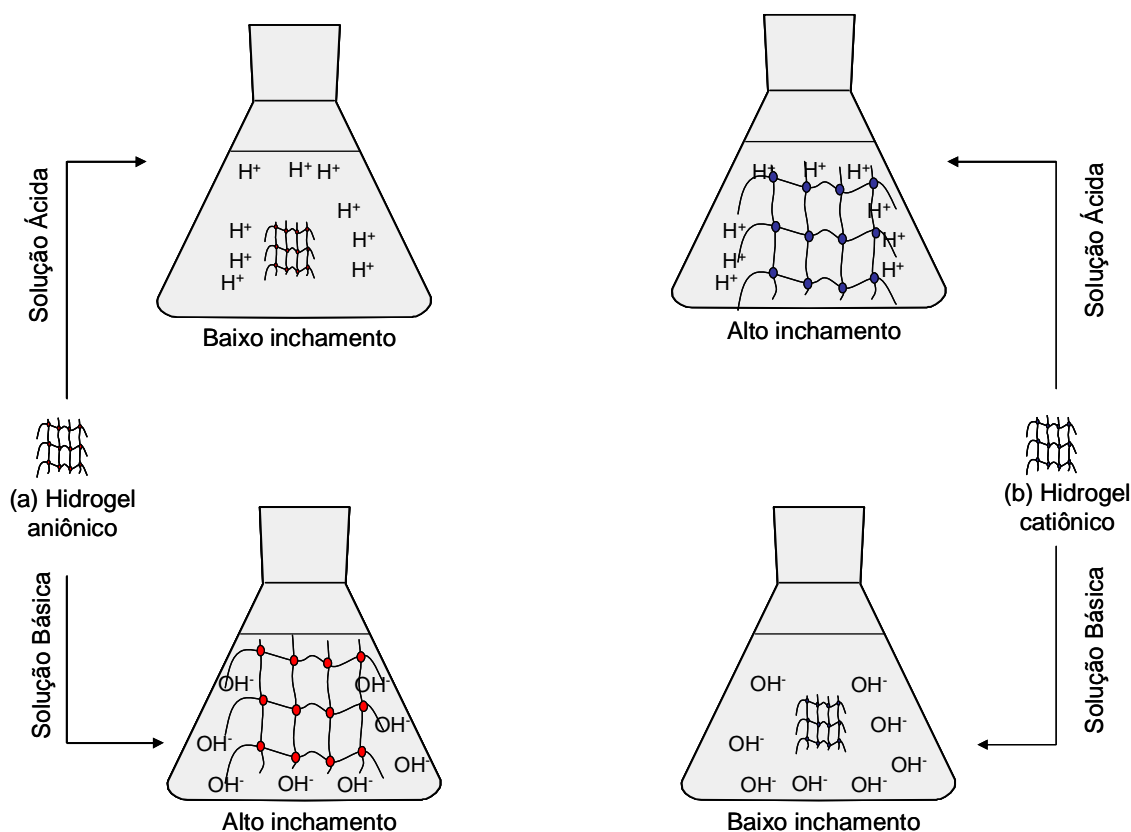 H⁺
H⁺ H⁺
H⁺
H⁺
H⁺
H⁺
H⁺
H⁺
Baixo inchamento
Solução Ácida
H⁺
H⁺
H⁺
H⁺
H⁺
H⁺
H⁺
H⁺
H⁺
Alto inchamento
Solução Ácida
(a) Hidrogel
aniônico
(b) Hidrogel
catiônico
Solução Básica
OH⁻
OH⁻
OH⁻
OH⁻
OH⁻
OH⁻
OH⁻
OH⁻
Alto inchamento
OH⁻
OH⁻
OH⁻
OH⁻
OH⁻
OH⁻
OH⁻
OH⁻
Baixo inchamento
Solução Básica